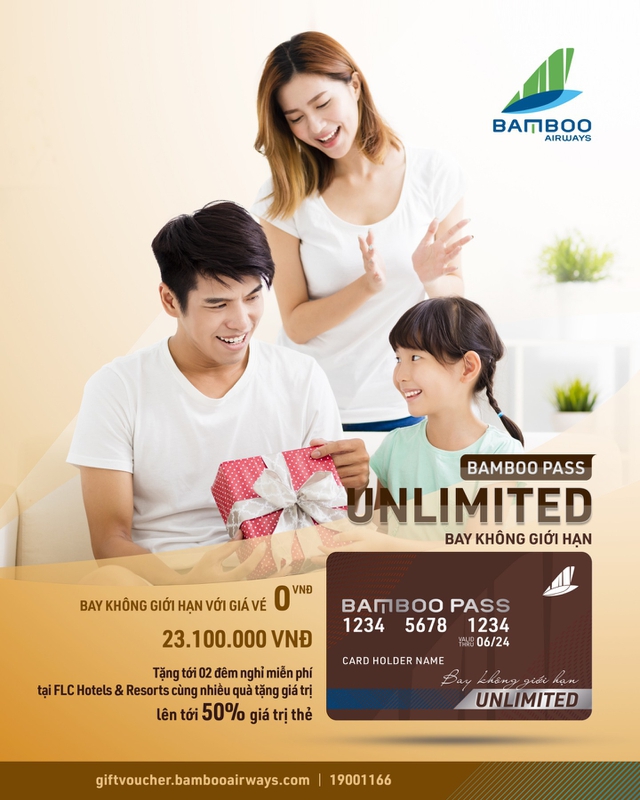 BAMBOO
AIRWAYS
BAMBOO PASS
UNLIMITED
BAY KHÔNG GIỚI HẠN
BAY KHÔNG GIỚI HẠN VỚI GIÁ VÉ 0 VNĐ
23.100.000 VNĐ
Tặng tới 02 đêm nghỉ miễn phí
tại FLC Hotels & Resorts cùng nhiều quà tặng giá trị
lên tới 50% giá trị thẻ
BAMBOO PASS
1234 5678 1234
VALID
THRU 06/24
CARD HOLDER NAME
Bay không giới hạn
UNLIMITED
giftvoucher.bambooairways.com | 19001166